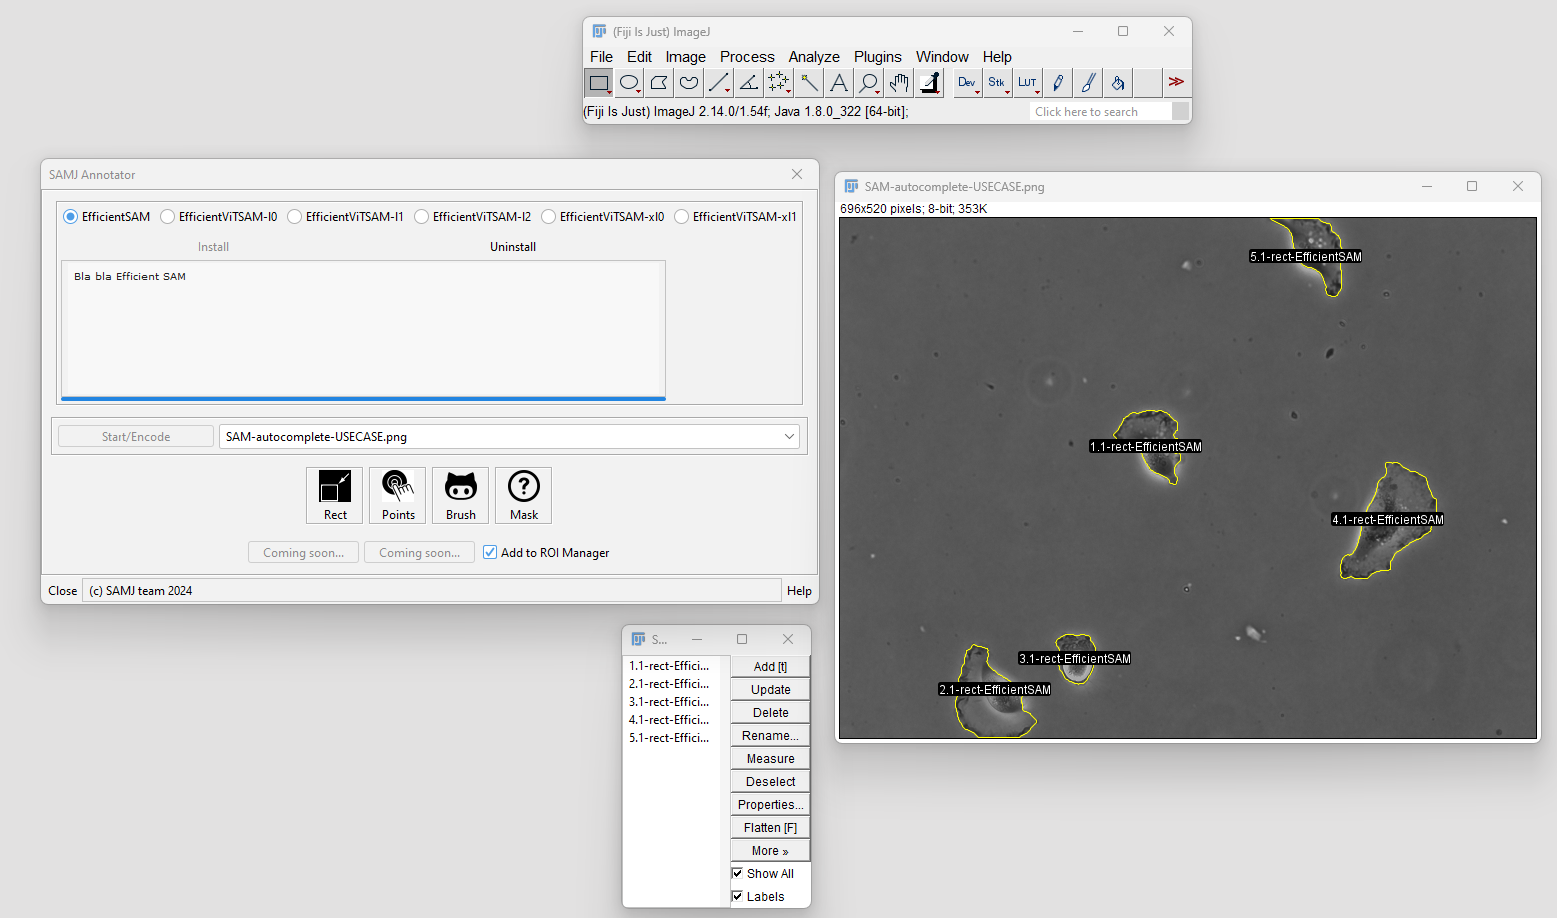 (Fiji Is Just) ImageJ
File Edit Image Process Analyze Plugins Window Help
Dev Stk LUT
(Fiji Is Just) ImageJ 2.14.0/1.54f; Java 1.8.0_322 [64-bit];
Click here to search
SAMJ Annotator
EfficientSAM EfficientViTSAM-l0 EfficientViTSAM-l1 EfficientViTSAM-l2 EfficientViTSAM-xl0 EfficientViTSAM-xl1
Install Uninstall
Bla bla Efficient SAM
Start/Encode SAM-autocomplete-USECASE.png
Rect Points Brush Mask
Coming soon... Coming soon... Add to ROI Manager
Close (c) SAMJ team 2024 Help
SAM-autocomplete-USECASE.png
696x520 pixels; 8-bit; 353K
5.1-rect-EfficientSAM
1.1-rect-EfficientSAM
4.1-rect-EfficientSAM
3.1-rect-EfficientSAM
2.1-rect-EfficientSAM
S...
1.1-rect-Effici...
2.1-rect-Effici...
3.1-rect-Effici...
4.1-rect-Effici...
5.1-rect-Effici...
Add [t]
Update
Delete
Rename...
Measure
Deselect
Properties...
Flatten [F]
More »
Show All
Labels